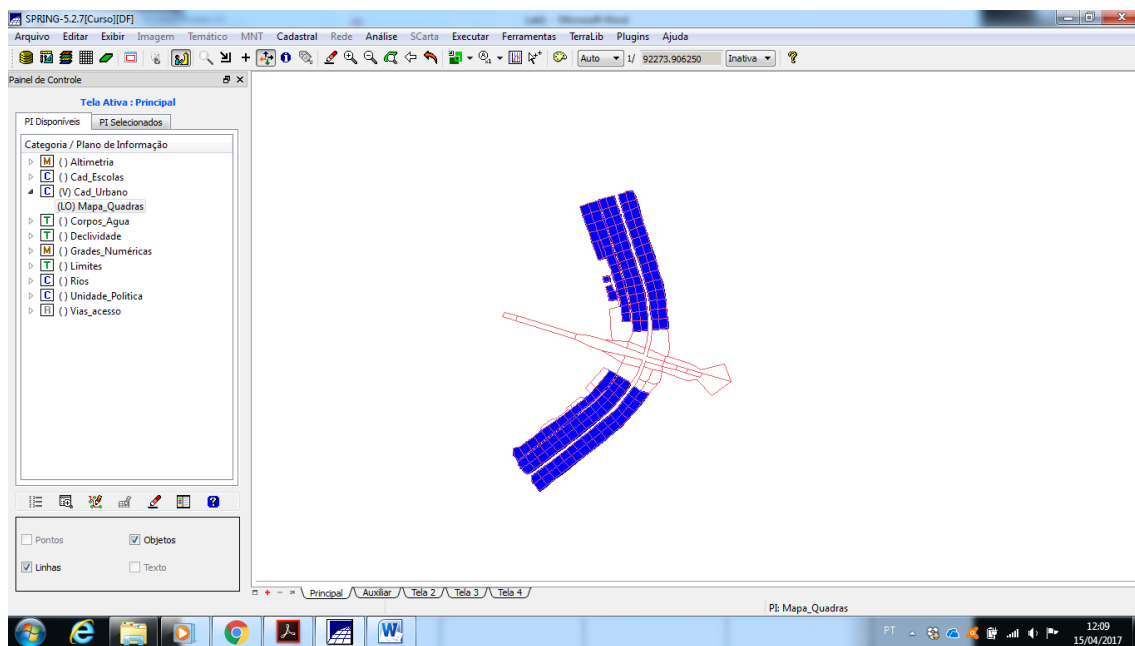 SPRING-5.2.7[Curso][DF]
Arquivo Editar Exibir Imagem Temático MNT Cadastral Rede Análise SCarta Executar Ferramentas TerraLib Plugins Ajuda
Auto 1/ 92273.906250 Inativa
Painel de Controle
Tela Ativa : Principal
PI Disponíveis PI Selecionados
Categoria / Plano de Informação
M () Altimetria
C () Cad_Escolas
C (V) Cad_Urbano
(LO) Mapa_Quadras
T () Corpos_Agua
T () Declividade
M () Grades_Numéricas
T () Limites
C () Rios
C () Unidade_Politica
R () Vias_acesso
Pontos Objetos
Linhas Texto
Principal Auxiliar Tela 2 Tela 3 Tela 4
PI: Mapa_Quadras
PT 12:09
15/04/2017